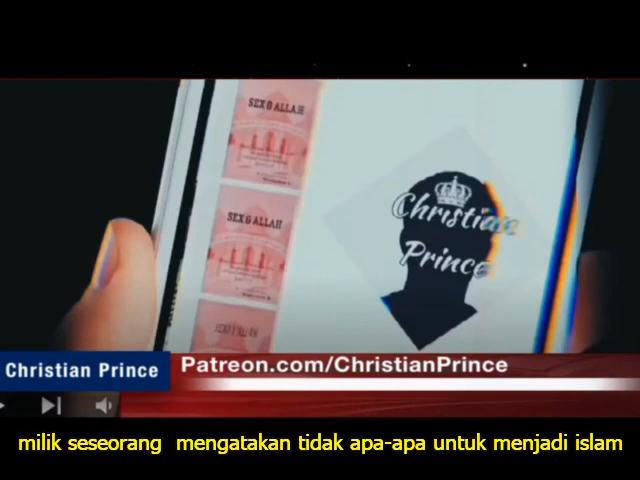 SEX & ALLAH
SEX & ALLAH
Christian
Prince
Christian Prince
Patreon.com/ChristianPrince
milik seseorang mengatakan tidak apa-apa untuk menjadi islam